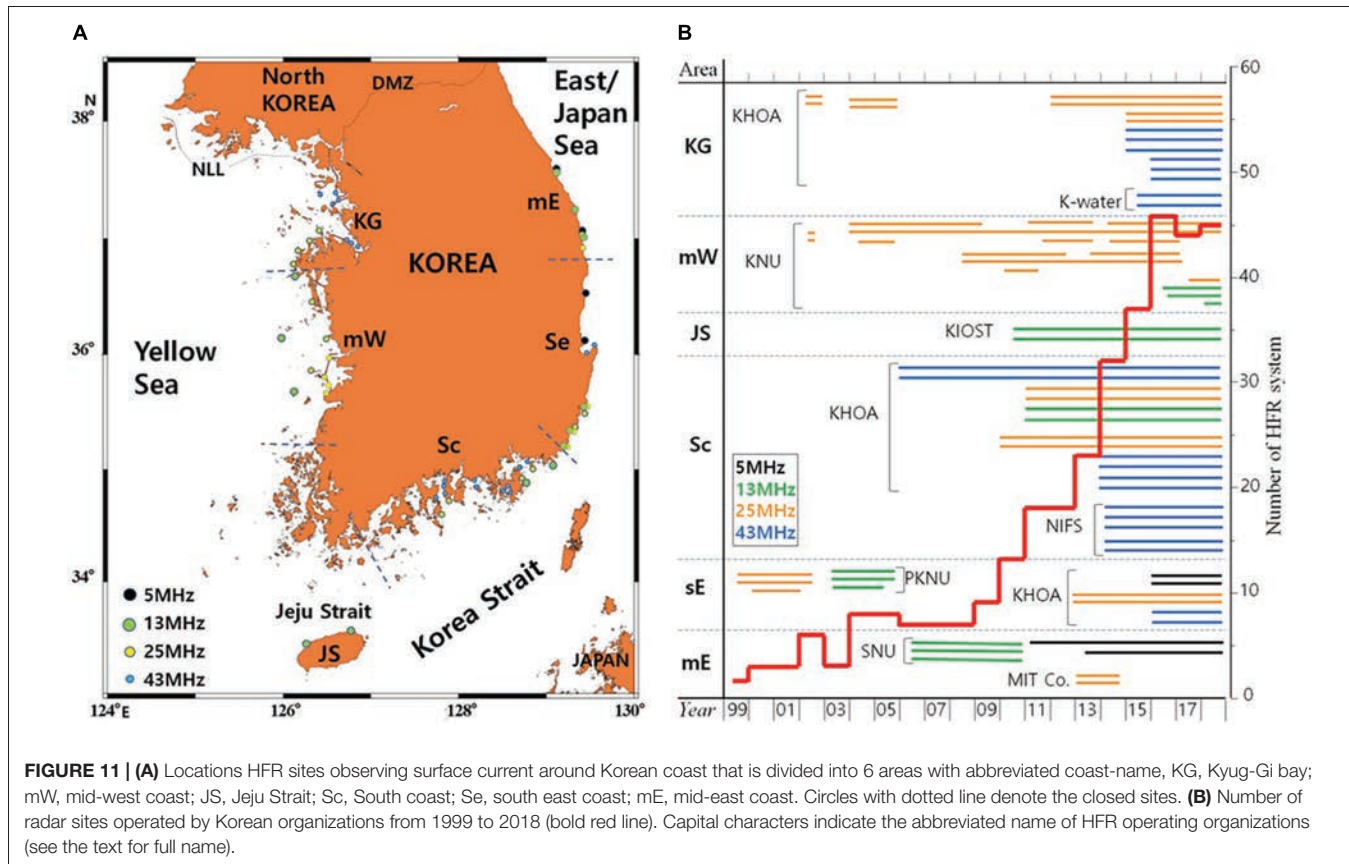 A
B
North
KOREA
DMZ
East/
Japan
Sea
N
38°
NLL
mE
KG
KOREA
mW
Se
36°
Yellow
Sea
Sc
34°
5MHz
13MHz
25MHz
43MHz
Jeju Strait
JS
Korea Strait
JAPAN
124°E
126°
128°
130°
Area
60
KHOA
KG
50
K-water
mW
KNU
40
JS
KIOST
30
KHOA
Sc
5MHz
13MHz
25MHz
43MHz
20
NIFS
Number of HFR system
sE
PKNU
KHOA
10
SNU
mE
MIT Co.
0
Year 99 01 03 05 07 09 11 13 15 17
FIGURE 11 | (A) Locations HFR sites observing surface current around Korean coast that is divided into 6 areas with abbreviated coast-name, KG, Kyug-Gi bay;
mW, mid-west coast; JS, Jeju Strait; Sc, South coast; Se, south east coast; mE, mid-east coast. Circles with dotted line denote the closed sites. (B) Number of
radar sites operated by Korean organizations from 1999 to 2018 (bold red line). Capital characters indicate the abbreviated name of HFR operating organizations
(see the text for full name).